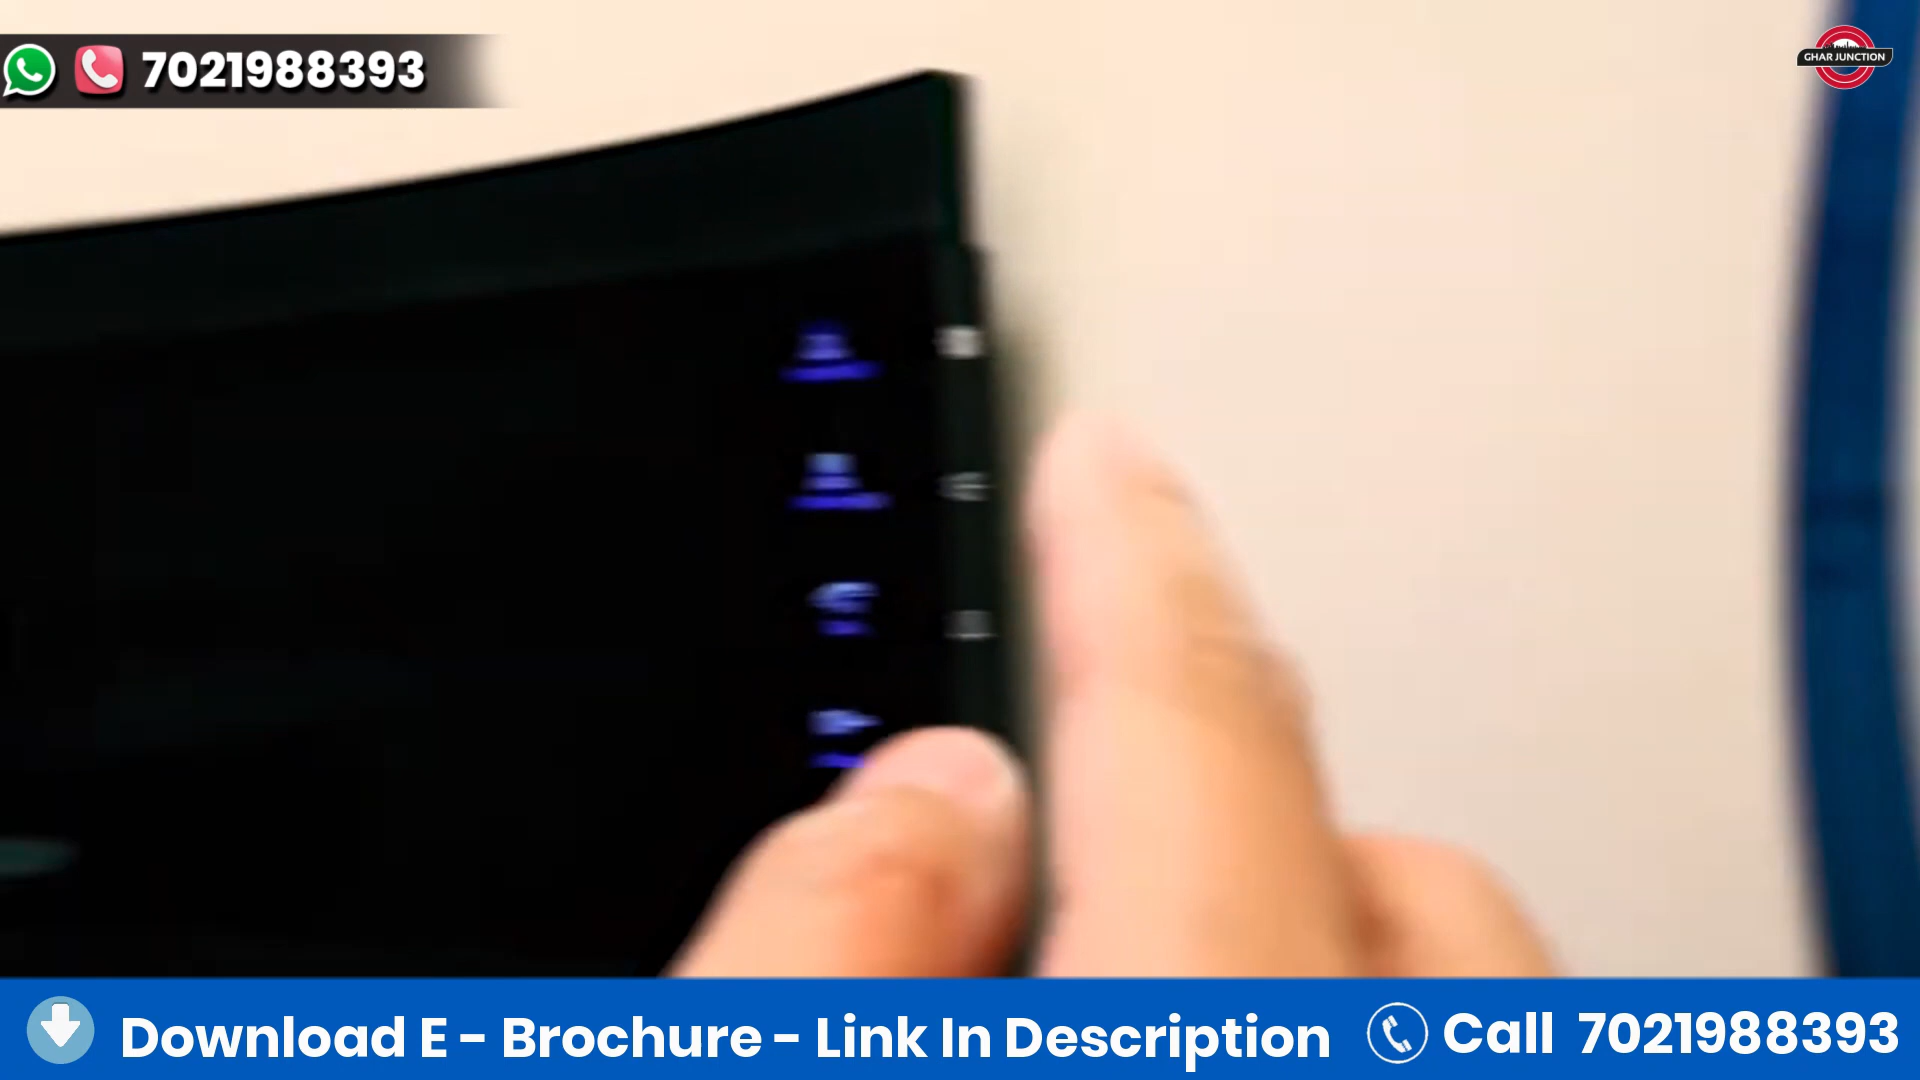 7021988393
GHAR JUNCTION
Download E - Brochure - Link In Description
Call 7021988393